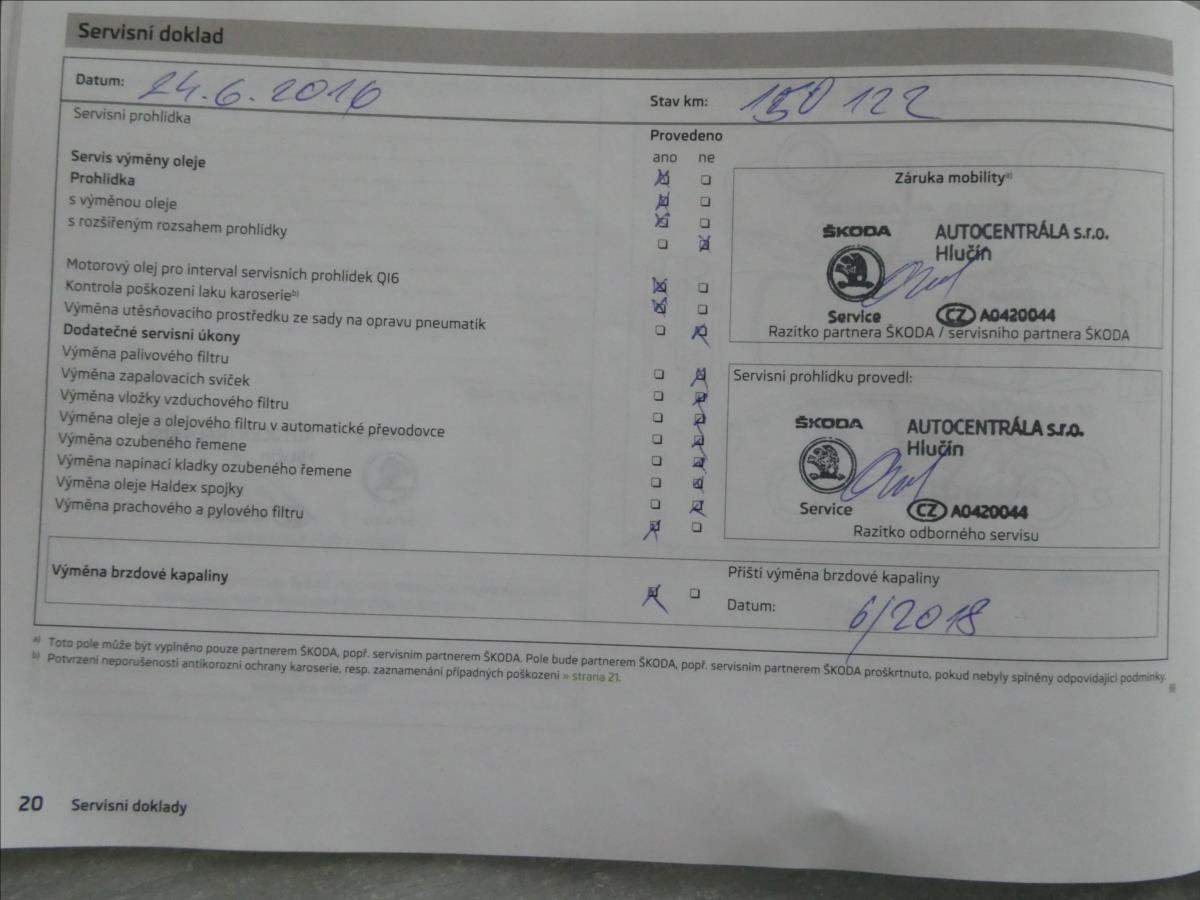 Servisní doklad
Datum: 24.6.2016 Stav km: 150 122
Servisní prohlídka
Provedeno
ano ne
Servis výměny oleje
Prohlídka
s výměnou oleje
s rozšířeným rozsahem prohlídky
Motorový olej pro interval servisních prohlídek QI6
Kontrola poškození laku karoserie b)
Výměna utěsňovacího prostředku ze sady na opravu pneumatik
Dodatečné servisní úkony
Výměna palivového filtru
Výměna zapalovacích svíček
Výměna vložky vzduchového filtru
Výměna oleje a olejového filtru v automatické převodovce
Výměna ozubeného řemene
Výměna napínací kladky ozubeného řemene
Výměna oleje Haldex spojky
Výměna prachového a pylového filtru
Záruka mobility a)
ŠKODA AUTOCENTRÁLA s.r.o.
Hlučín
Service CZ A0420044
Razítko partnera ŠKODA / servisního partnera ŠKODA
Servisní prohlídku provedl:
ŠKODA AUTOCENTRÁLA s.r.o.
Hlučín
Service CZ A0420044
Razítko odborného servisu
Výměna brzdové kapaliny
Příští výměna brzdové kapaliny
Datum: 6/2018
a) Toto pole může být vyplněno pouze partnerem ŠKODA, popř. servisním partnerem ŠKODA. Pole bude partnerem ŠKODA, popř. servisním partnerem ŠKODA proškrtnuto, pokud nebyly splněny odpovídající podmínky.
b) Potvrzení neporušenosti antikorozní ochrany karoserie, resp. zaznamenání případných poškození » strana 21.
20 Servisní doklady